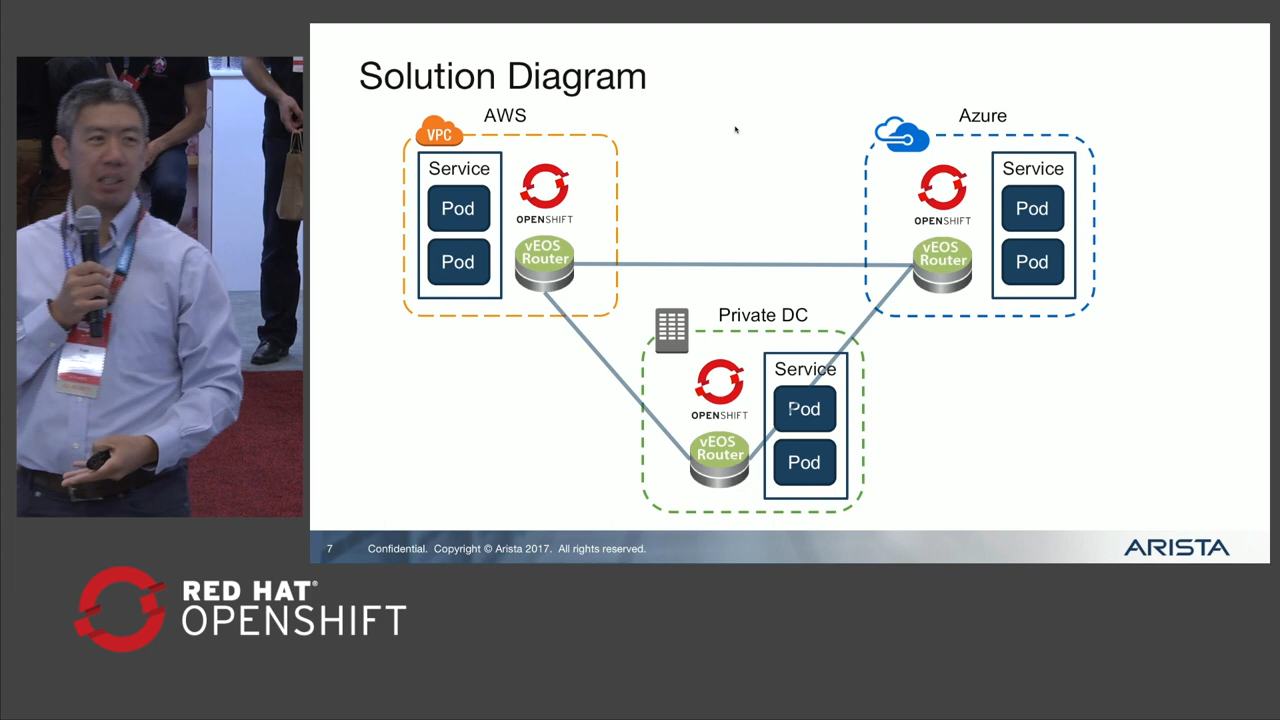 Solution Diagram
AWS
VPC
Service
Pod
Pod
OPENSHIFT
vEOS
Router
Azure
OPENSHIFT
vEOS
Router
Service
Pod
Pod
Private DC
OPENSHIFT
vEOS
Router
Service
Pod
Pod
7 Confidential. Copyright © Arista 2017. All rights reserved.
ARISTA
RED HAT®
OPENSHIFT